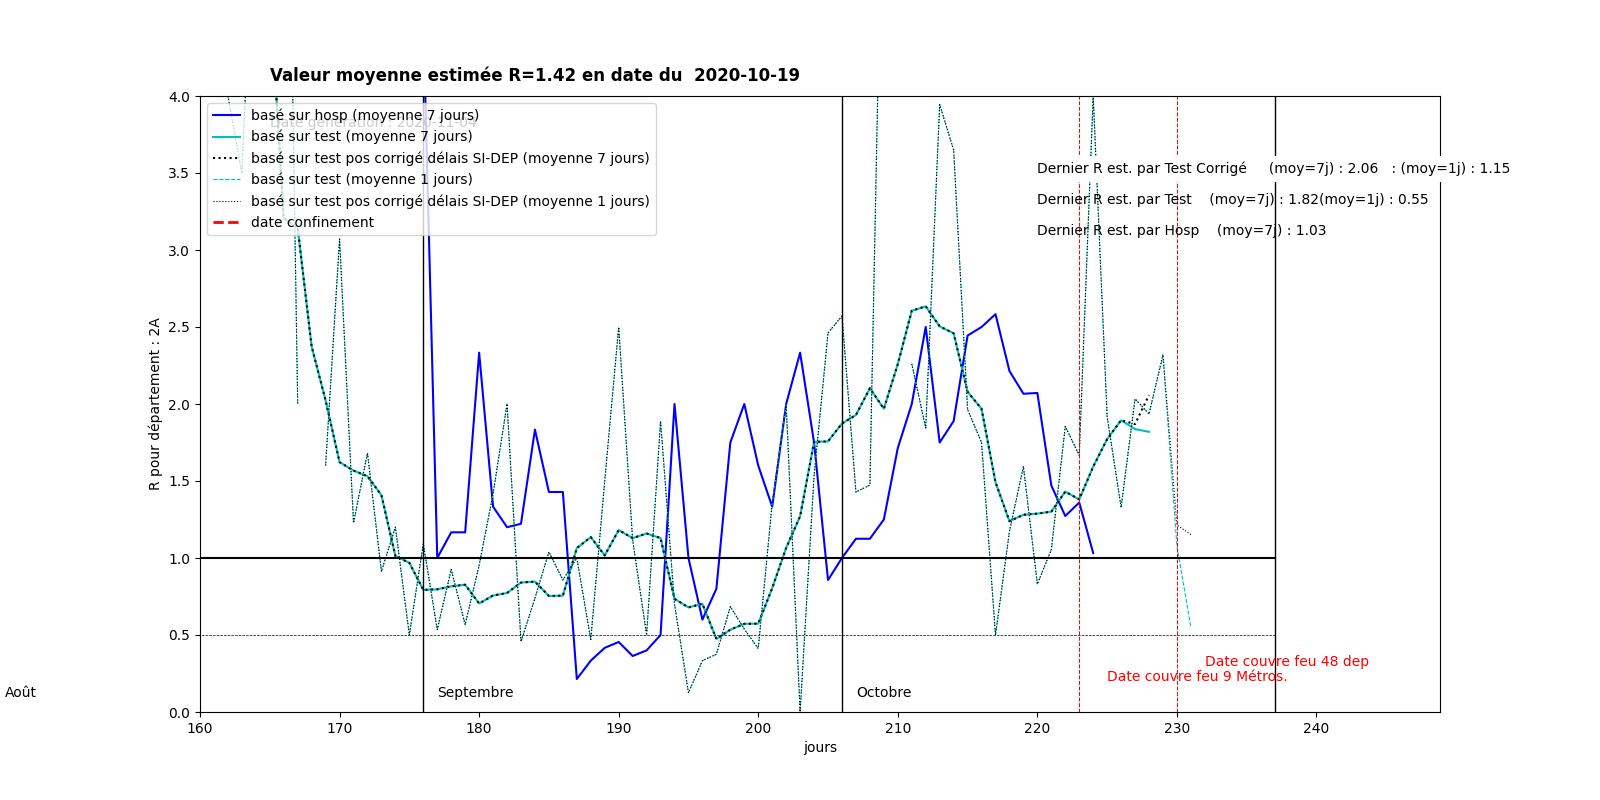 Valeur moyenne estimée R=1.42 en date du  2020-10-19
Date génération : 2020-11-04
basé sur hosp (moyenne 7 jours)
basé sur test (moyenne 7 jours)
basé sur test pos corrigé délais SI-DEP (moyenne 7 jours)
basé sur test (moyenne 1 jours)
basé sur test pos corrigé délais SI-DEP (moyenne 1 jours)
date confinement
Dernier R est. par Test Corrigé     (moy=7j) : 2.06   : (moy=1j) : 1.15
Dernier R est. par Test    (moy=7j) : 1.82(moy=1j) : 0.55
Dernier R est. par Hosp    (moy=7j) : 1.03
4.0
3.5
3.0
2.5
2.0
1.5
1.0
0.5
0.0
R pour département : 2A
Date couvre feu 48 dep
Date couvre feu 9 Métros.
Août
Septembre
Octobre
160 170 180 190 200 210 220 230 240
jours